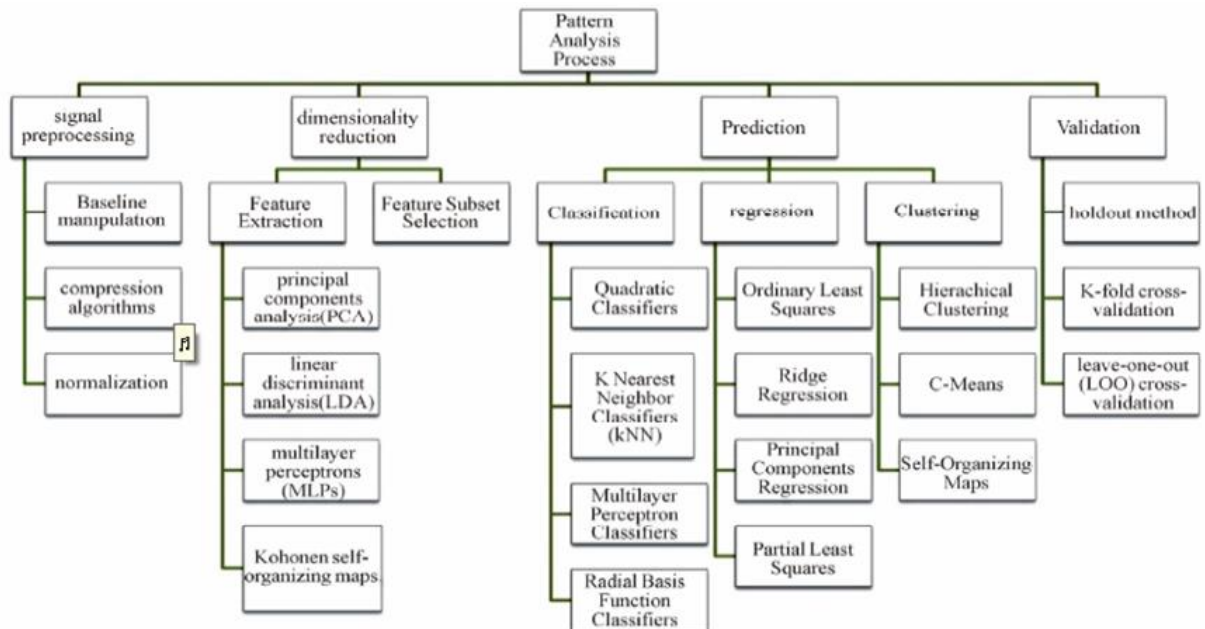 Pattern
Analysis
Process
signal
preprocessing
dimensionality
reduction
Prediction
Validation
Baseline
manipulation
compression
algorithms
normalization
Feature
Extraction
Feature Subset
Selection
principal
components
analysis(PCA)
linear
discriminant
analysis(LDA)
multilayer
perceptrons
(MLPs)
Kohonen self-
organizing maps.
Classification
regression
Clustering
Quadratic
Classifiers
K Nearest
Neighbor
Classifiers
(kNN)
Multilayer
Perceptron
Classifiers
Radial Basis
Function
Classifiers
Ordinary Least
Squares
Ridge
Regression
Principal
Components
Regression
Partial Least
Squares
Hierachical
Clustering
C-Means
Self-Organizing
Maps
holdout method
K-fold cross-
validation
leave-one-out
(LOO) cross-
validation